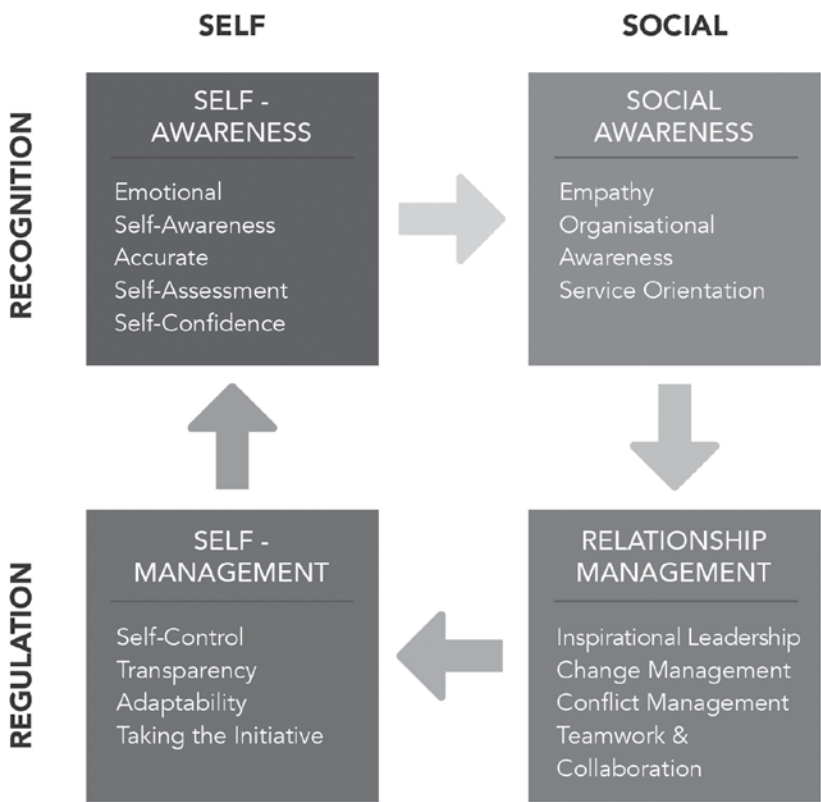 SELF
SOCIAL
RECOGNITION
SELF -
AWARENESS
Emotional
Self-Awareness
Accurate
Self-Assessment
Self-Confidence
SOCIAL
AWARENESS
Empathy
Organisational
Awareness
Service Orientation
REGULATION
SELF -
MANAGEMENT
Self-Control
Transparency
Adaptability
Taking the Initiative
RELATIONSHIP
MANAGEMENT
Inspirational Leadership
Change Management
Conflict Management
Teamwork &
Collaboration